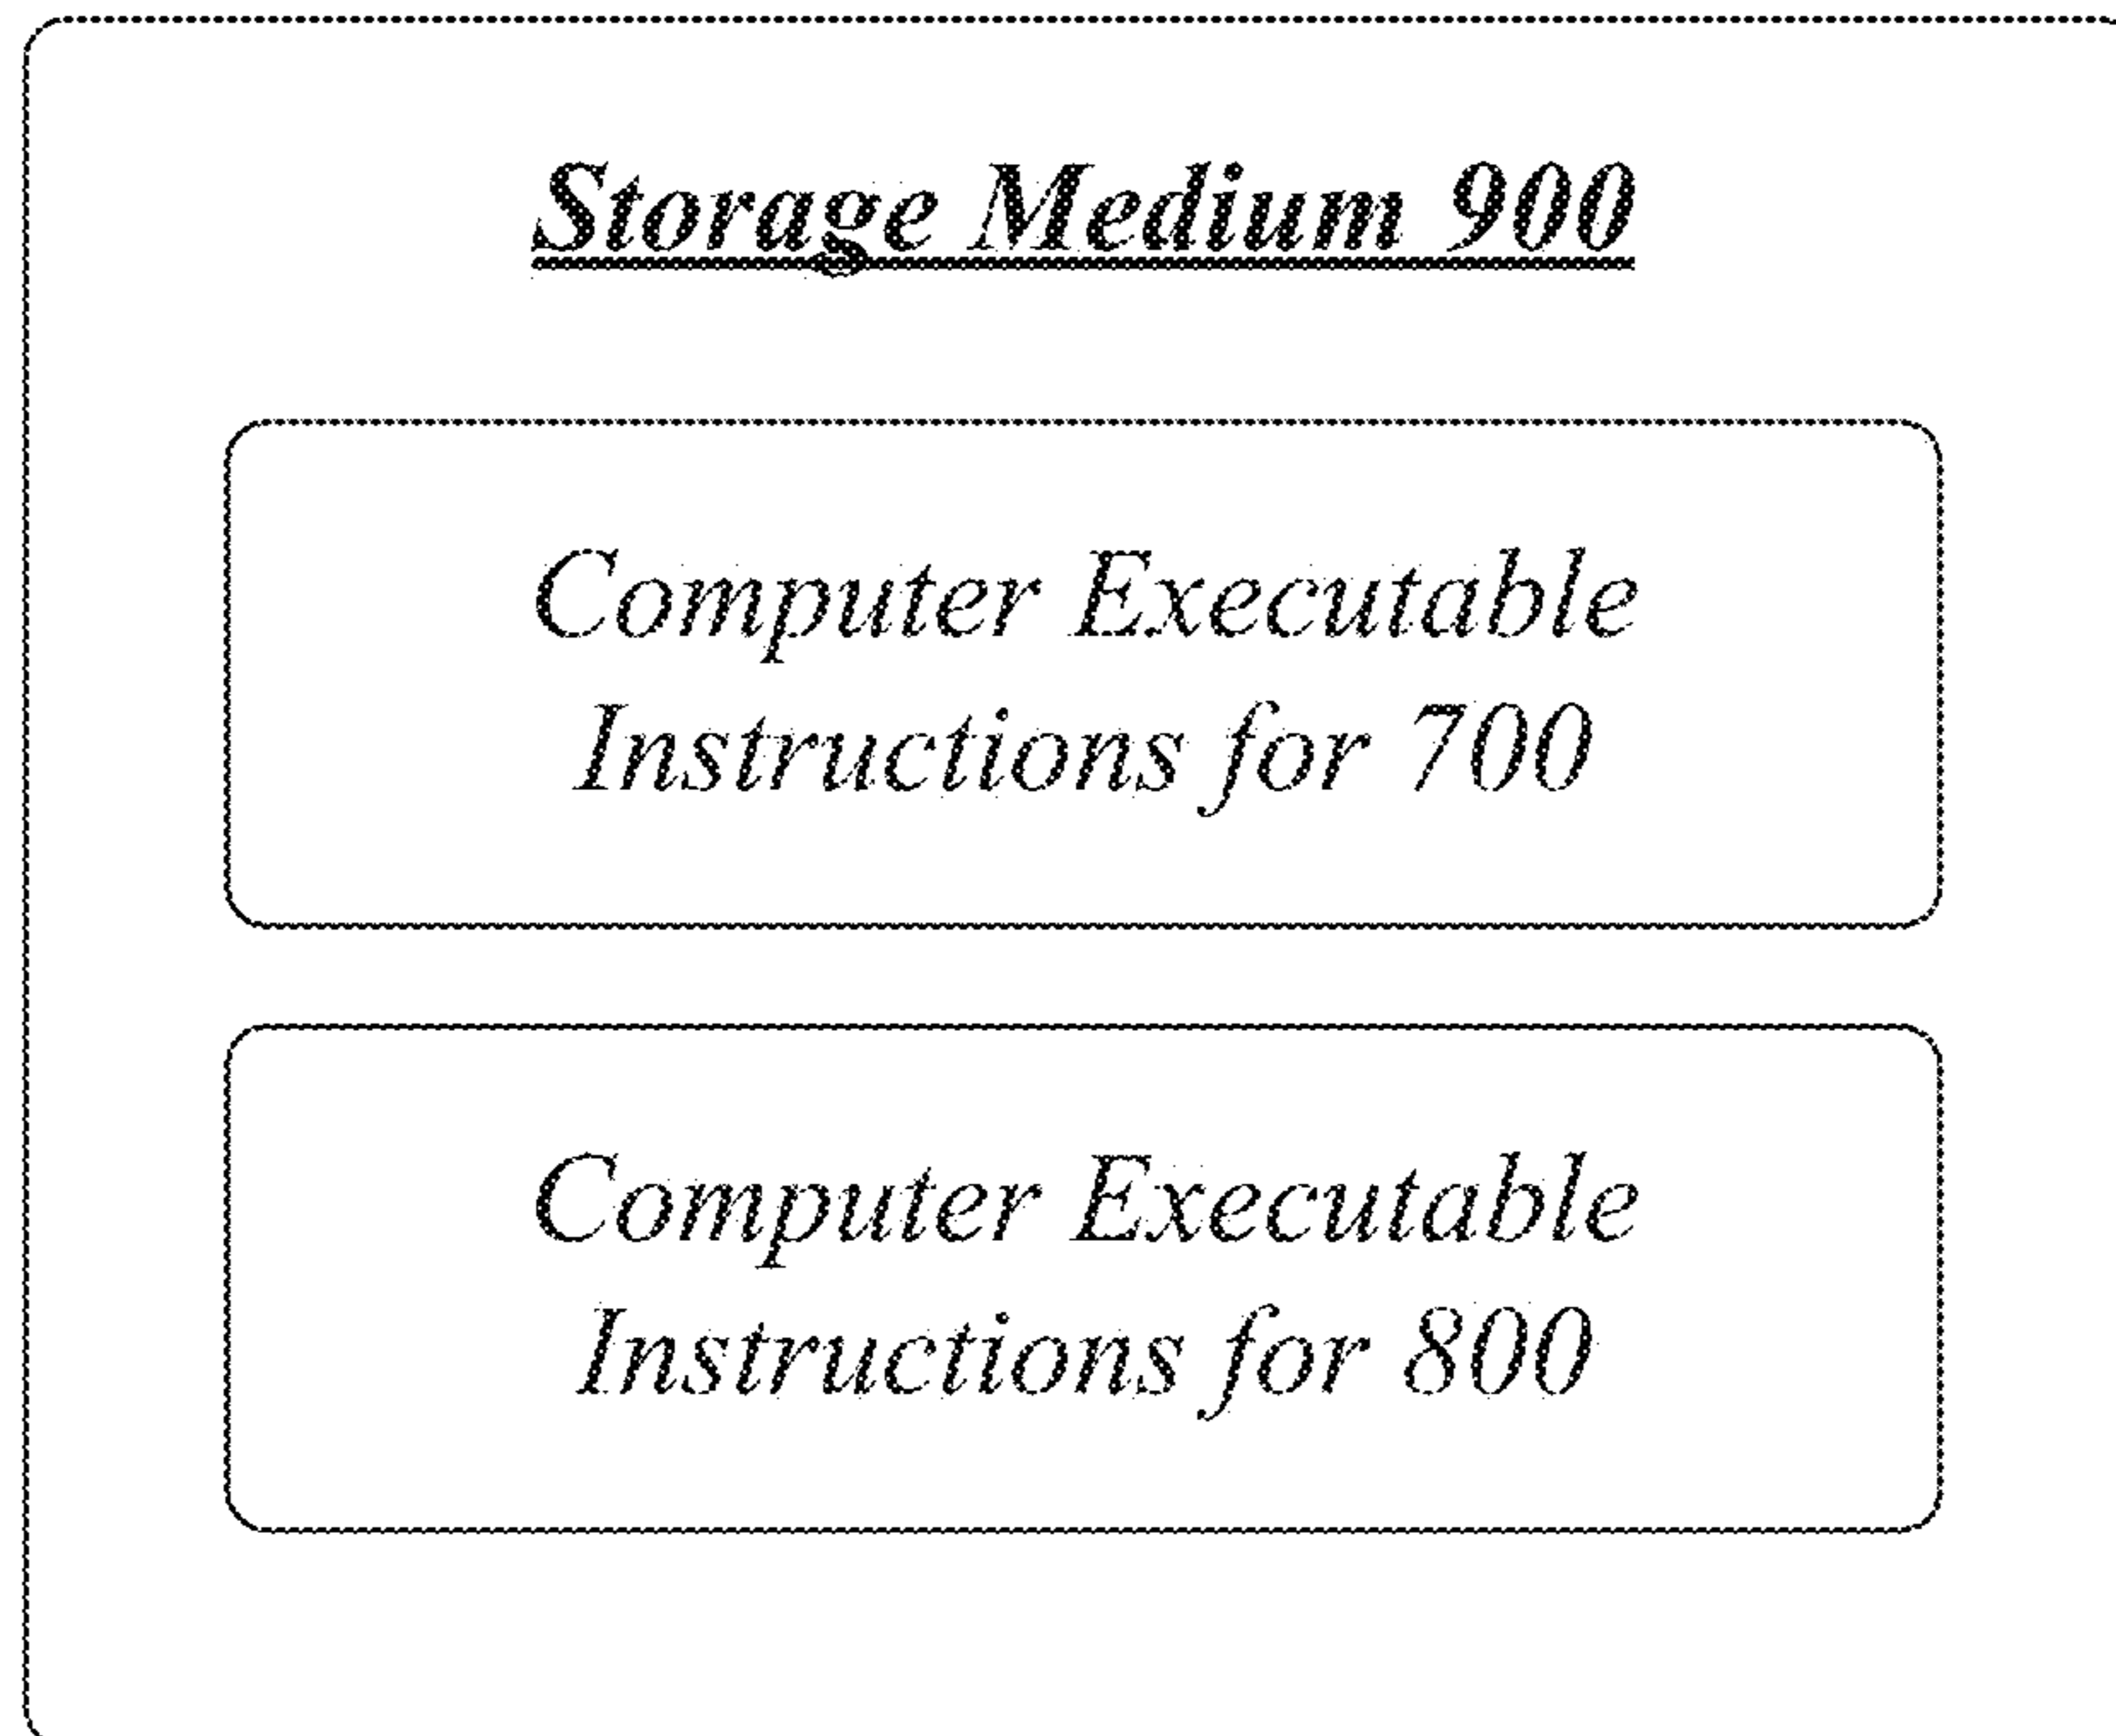 Storage Medium 900
Computer Executable
Instructions for 700
Computer Executable
Instructions for 800